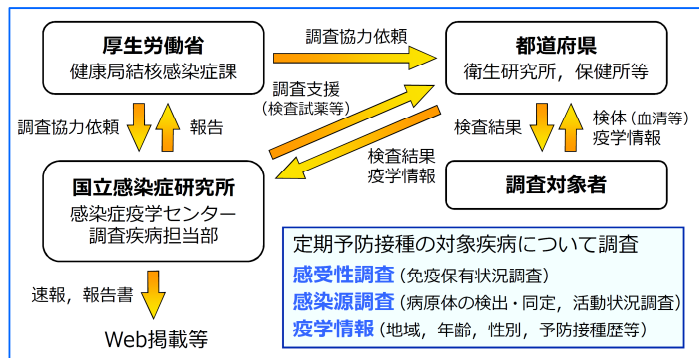 厚生労働省
健康局結核感染症課
調査協力依頼
都道府県
衛生研究所，保健所等
調査支援
(検査試薬等)
調査協力依頼
報告
検査結果
疫学情報
検査結果
検体（血清等）
疫学情報
国立感染症研究所
感染症疫学センター
調査疾病担当部
調査対象者
定期予防接種の対象疾病について調査
感受性調査（免疫保有状況調査）
感染源調査（病原体の検出・同定，活動状況調査）
疫学情報（地域，年齢，性別，予防接種歴等）
速報，報告書
Web掲載等